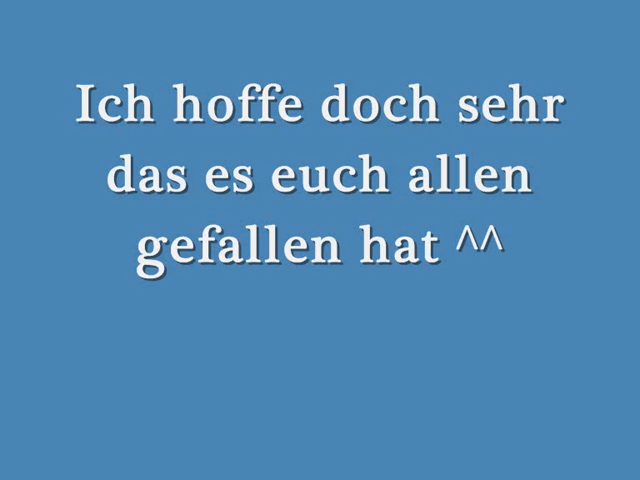 Ich hoffe doch sehr
das es euch allen
gefallen hat ^^